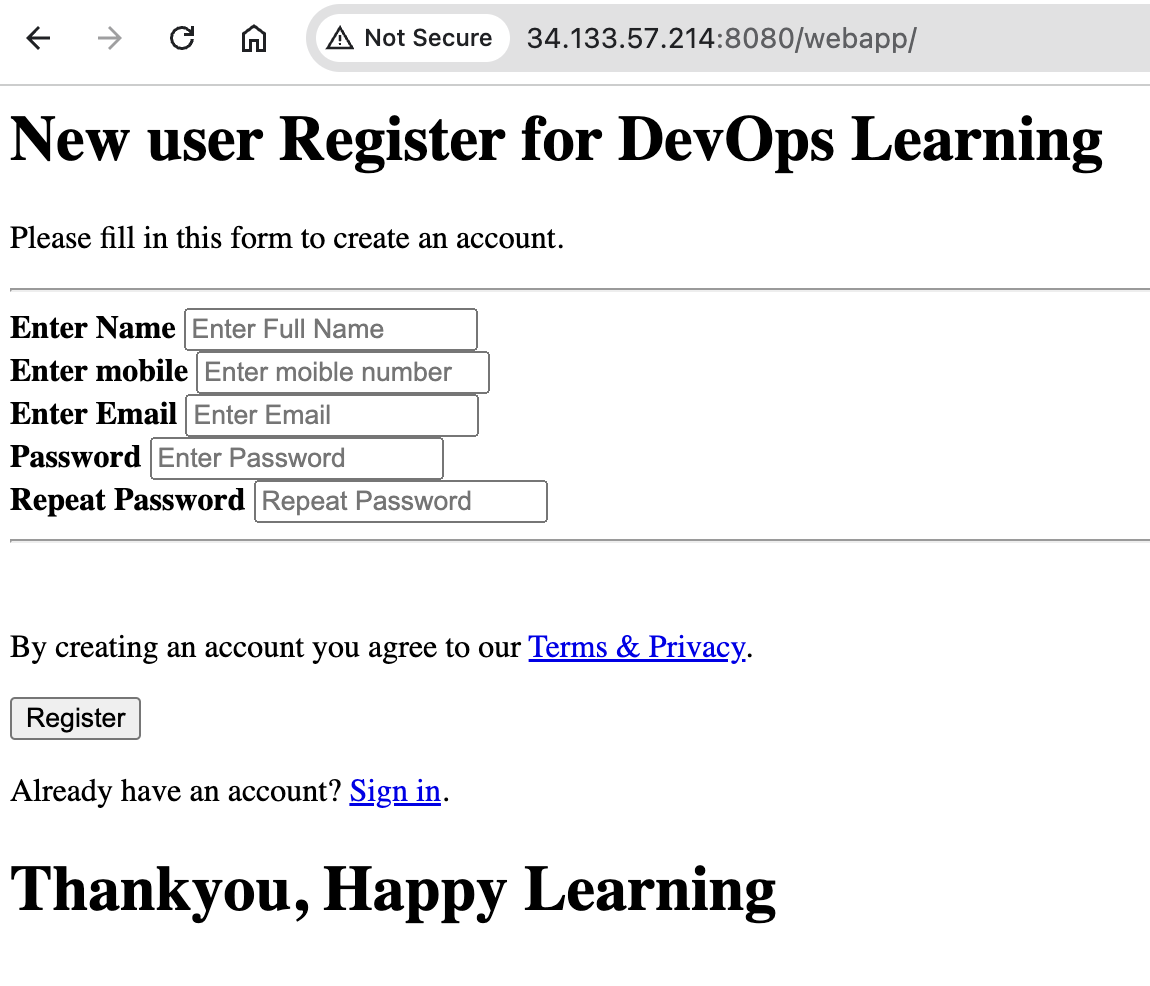 Not Secure 34.133.57.214:8080/webapp/
New user Register for DevOps Learning
Please fill in this form to create an account.
Enter Name Enter Full Name
Enter mobile Enter moible number
Enter Email Enter Email
Password Enter Password
Repeat Password Repeat Password
By creating an account you agree to our Terms & Privacy.
Register
Already have an account? Sign in.
Thankyou, Happy Learning